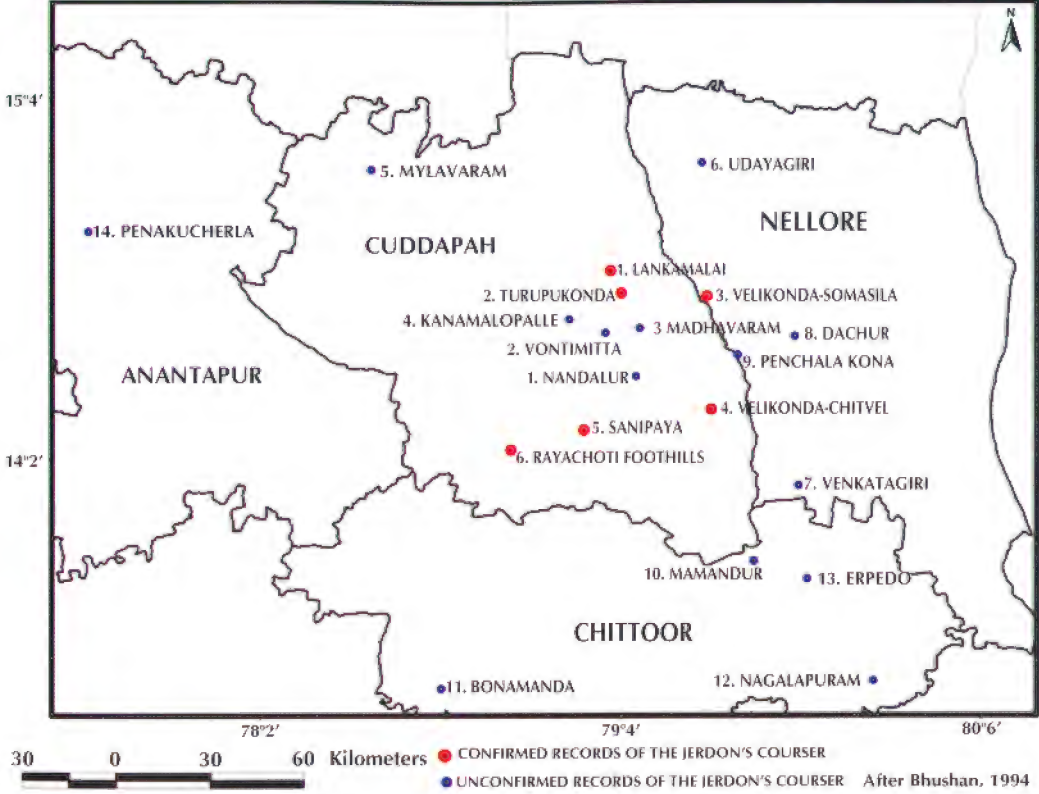 N
15°4'
5. MYLAVARAM
6. UDAYAGIRI
NELLORE
14. PENAKUCHERLA
CUDDAPAH
1. LANKAMALAI
2. TURUPUKONDA
3. VELIKONDA-SOMASILA
4. KANAMALOPALLE
3 MADHAVARAM
8. DACHUR
2. VONTIMITTA
9. PENCHALA KONA
ANANTAPUR
1. NANDALUR
4. VELIKONDA-CHITVEL
5. SANIPAYA
14°2'
6. RAYACHOTI FOOTHILLS
7. VENKATAGIRI
10. MAMANDUR
13. ERPEDO
CHITTOOR
11. BONAMANDA
12. NAGALAPURAM
78°2' 79°4' 80°6'
30 0 30 60 Kilometers
CONFIRMED RECORDS OF THE JERDON'S COURSER
UNCONFIRMED RECORDS OF THE JERDON'S COURSER After Bhushan, 1994